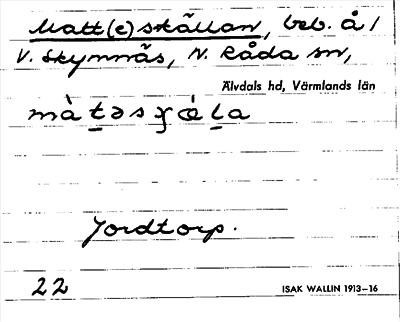 Matt(e)skällan, beb. å /
V. Skymnäs, N. Råda sn,
Älvdals hd, Värmlands län
Jordtorp.
22
ISAK WALLIN 1913–16